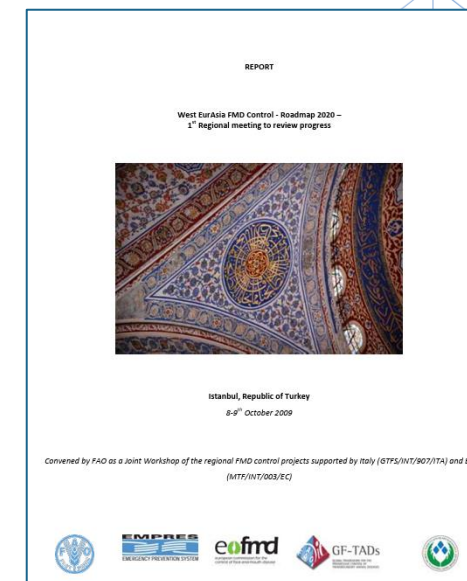 REPORT
West EurAsia FMD Control - Roadmap 2020 –
1st Regional meeting to review progress
Istanbul, Republic of Turkey
8-9th October 2009
Convened by FAO as a Joint Workshop of the regional FMD control projects supported by Italy (GTFS/INT/907/ITA) and
(MTF/INT/003/EC)
EMPRES
EMERGENCY PREVENTION SYSTEM
eofmd
GF-TADs